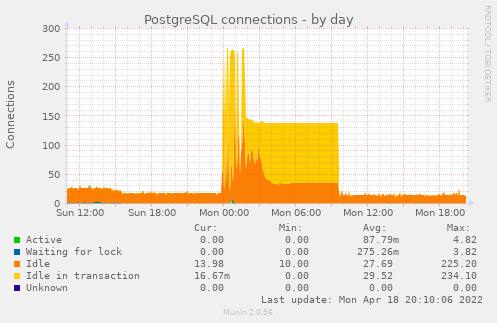 PostgreSQL connections - by day
RRDTOOL / TOBI OETIKER
Connections
300
250
200
150
100
50
0
Sun 12:00 Sun 18:00 Mon 00:00 Mon 06:00 Mon 12:00 Mon 18:00
Cur: Min: Avg: Max:
Active 0.00 0.00 87.79m 4.82
Waiting for lock 0.00 0.00 275.26m 3.82
Idle 13.98 10.00 27.69 225.20
Idle in transaction 16.67m 0.00 29.52 234.10
Unknown 0.00 0.00 0.00 0.00
Last update: Mon Apr 18 20:10:06 2022
Munin 2.0.56